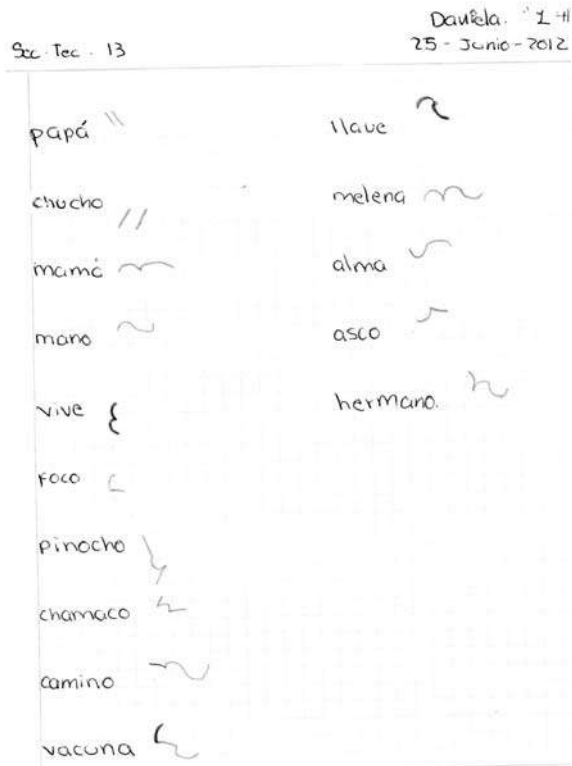 Daniela. "1-H
Sec. Tec. 13
25-Junio-2012
papá
chucho
mamá
mano
vive
foco
pinocho
chamaco
camino
vacuna
llave
melena
alma
asco
hermano.